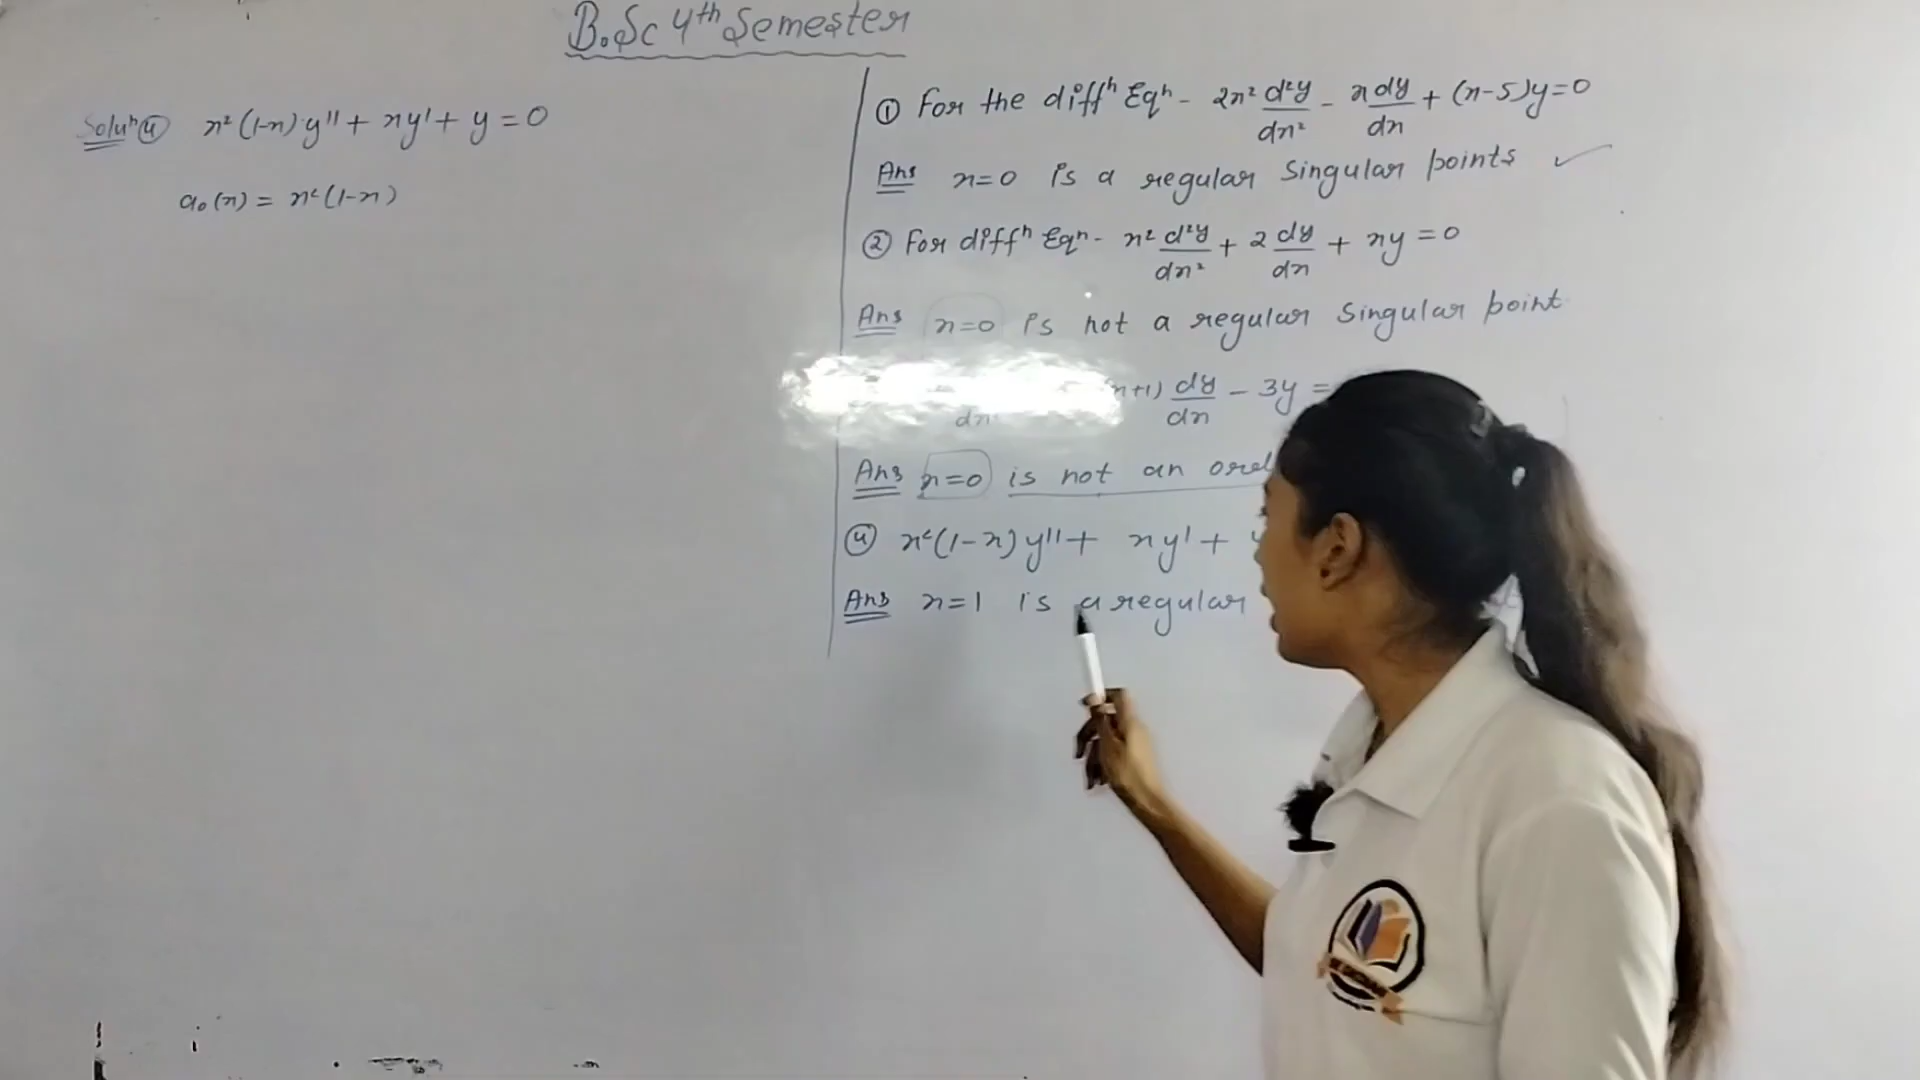 B.Sc 4th Semester
Soluⁿ ④ x²(1-x) y'' + xy' + y = 0
a₀(x) = x²(1-x)
① For the diffⁿ Eqⁿ - 2x² d²y/dx² - x dy/dx + (x-5)y=0
Ans x=0 is a regular singular points ✓
② For diffⁿ Eqⁿ - x² d²y/dx² + 2 dy/dx + xy = 0
Ans x=0 is not a regular singular point
x+1) dy/dx - 3y =
Ans x=0 is not an
④ x²(1-x) y'' + xy' +
Ans x=1 is a regular